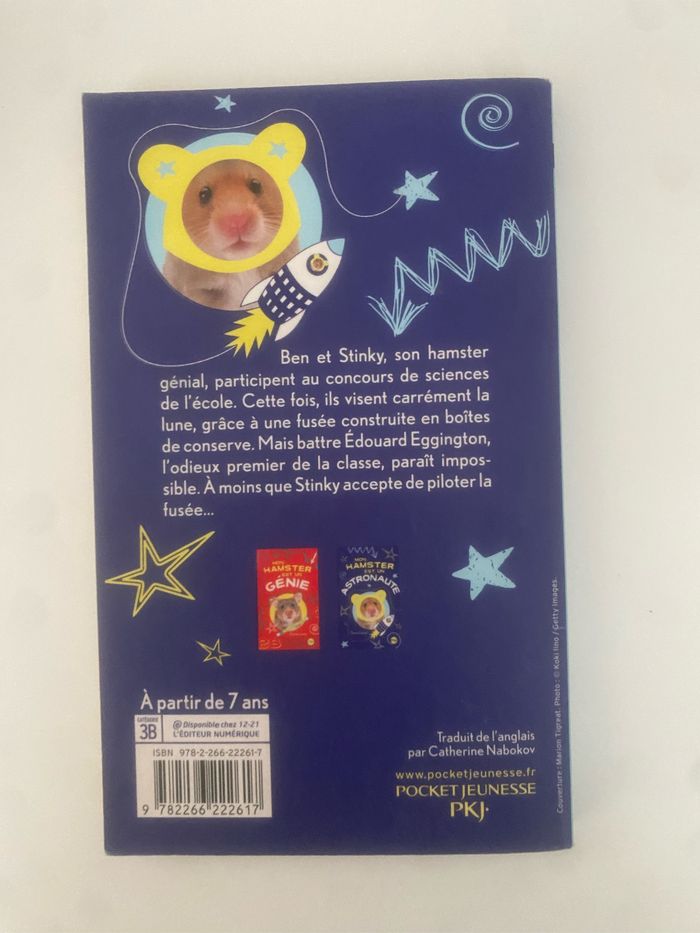 Ben et Stinky, son hamster
génial, participent au concours de sciences
de l'école. Cette fois, ils visent carrément la
lune, grâce à une fusée construite en boîtes
de conserve. Mais battre Édouard Eggington,
l'odieux premier de la classe, paraît impos-
sible. À moins que Stinky accepte de piloter la
fusée...
MON
HAMSTER
EST UN
GÉNIE
MON
HAMSTER
EST UN
ASTRONAUTE
À partir de 7 ans
CATÉGORIE
3B
@ Disponible chez 12-21
L'ÉDITEUR NUMÉRIQUE
ISBN 978-2-266-22261-7
9 782266 222617
Traduit de l'anglais
par Catherine Nabokov
www.pocketjeunesse.fr
POCKET JEUNESSE
PKJ·
Couverture : Marion Tigréat. Photo : © Koki Iino / Getty Images.